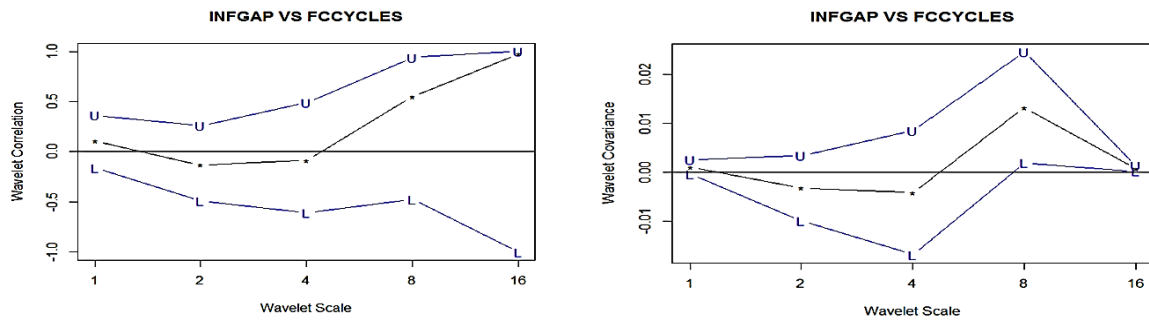 INFGAP VS FCCYCLES
Wavelet Correlation
1.0
0.5
0.0
-0.5
-1.0
U U U U U
L L L L L
1 2 4 8 16
Wavelet Scale
INFGAP VS FCCYCLES
Wavelet Covariance
0.02
0.01
0.00
-0.01
U U U U U
L L L L L
1 2 4 8 16
Wavelet Scale